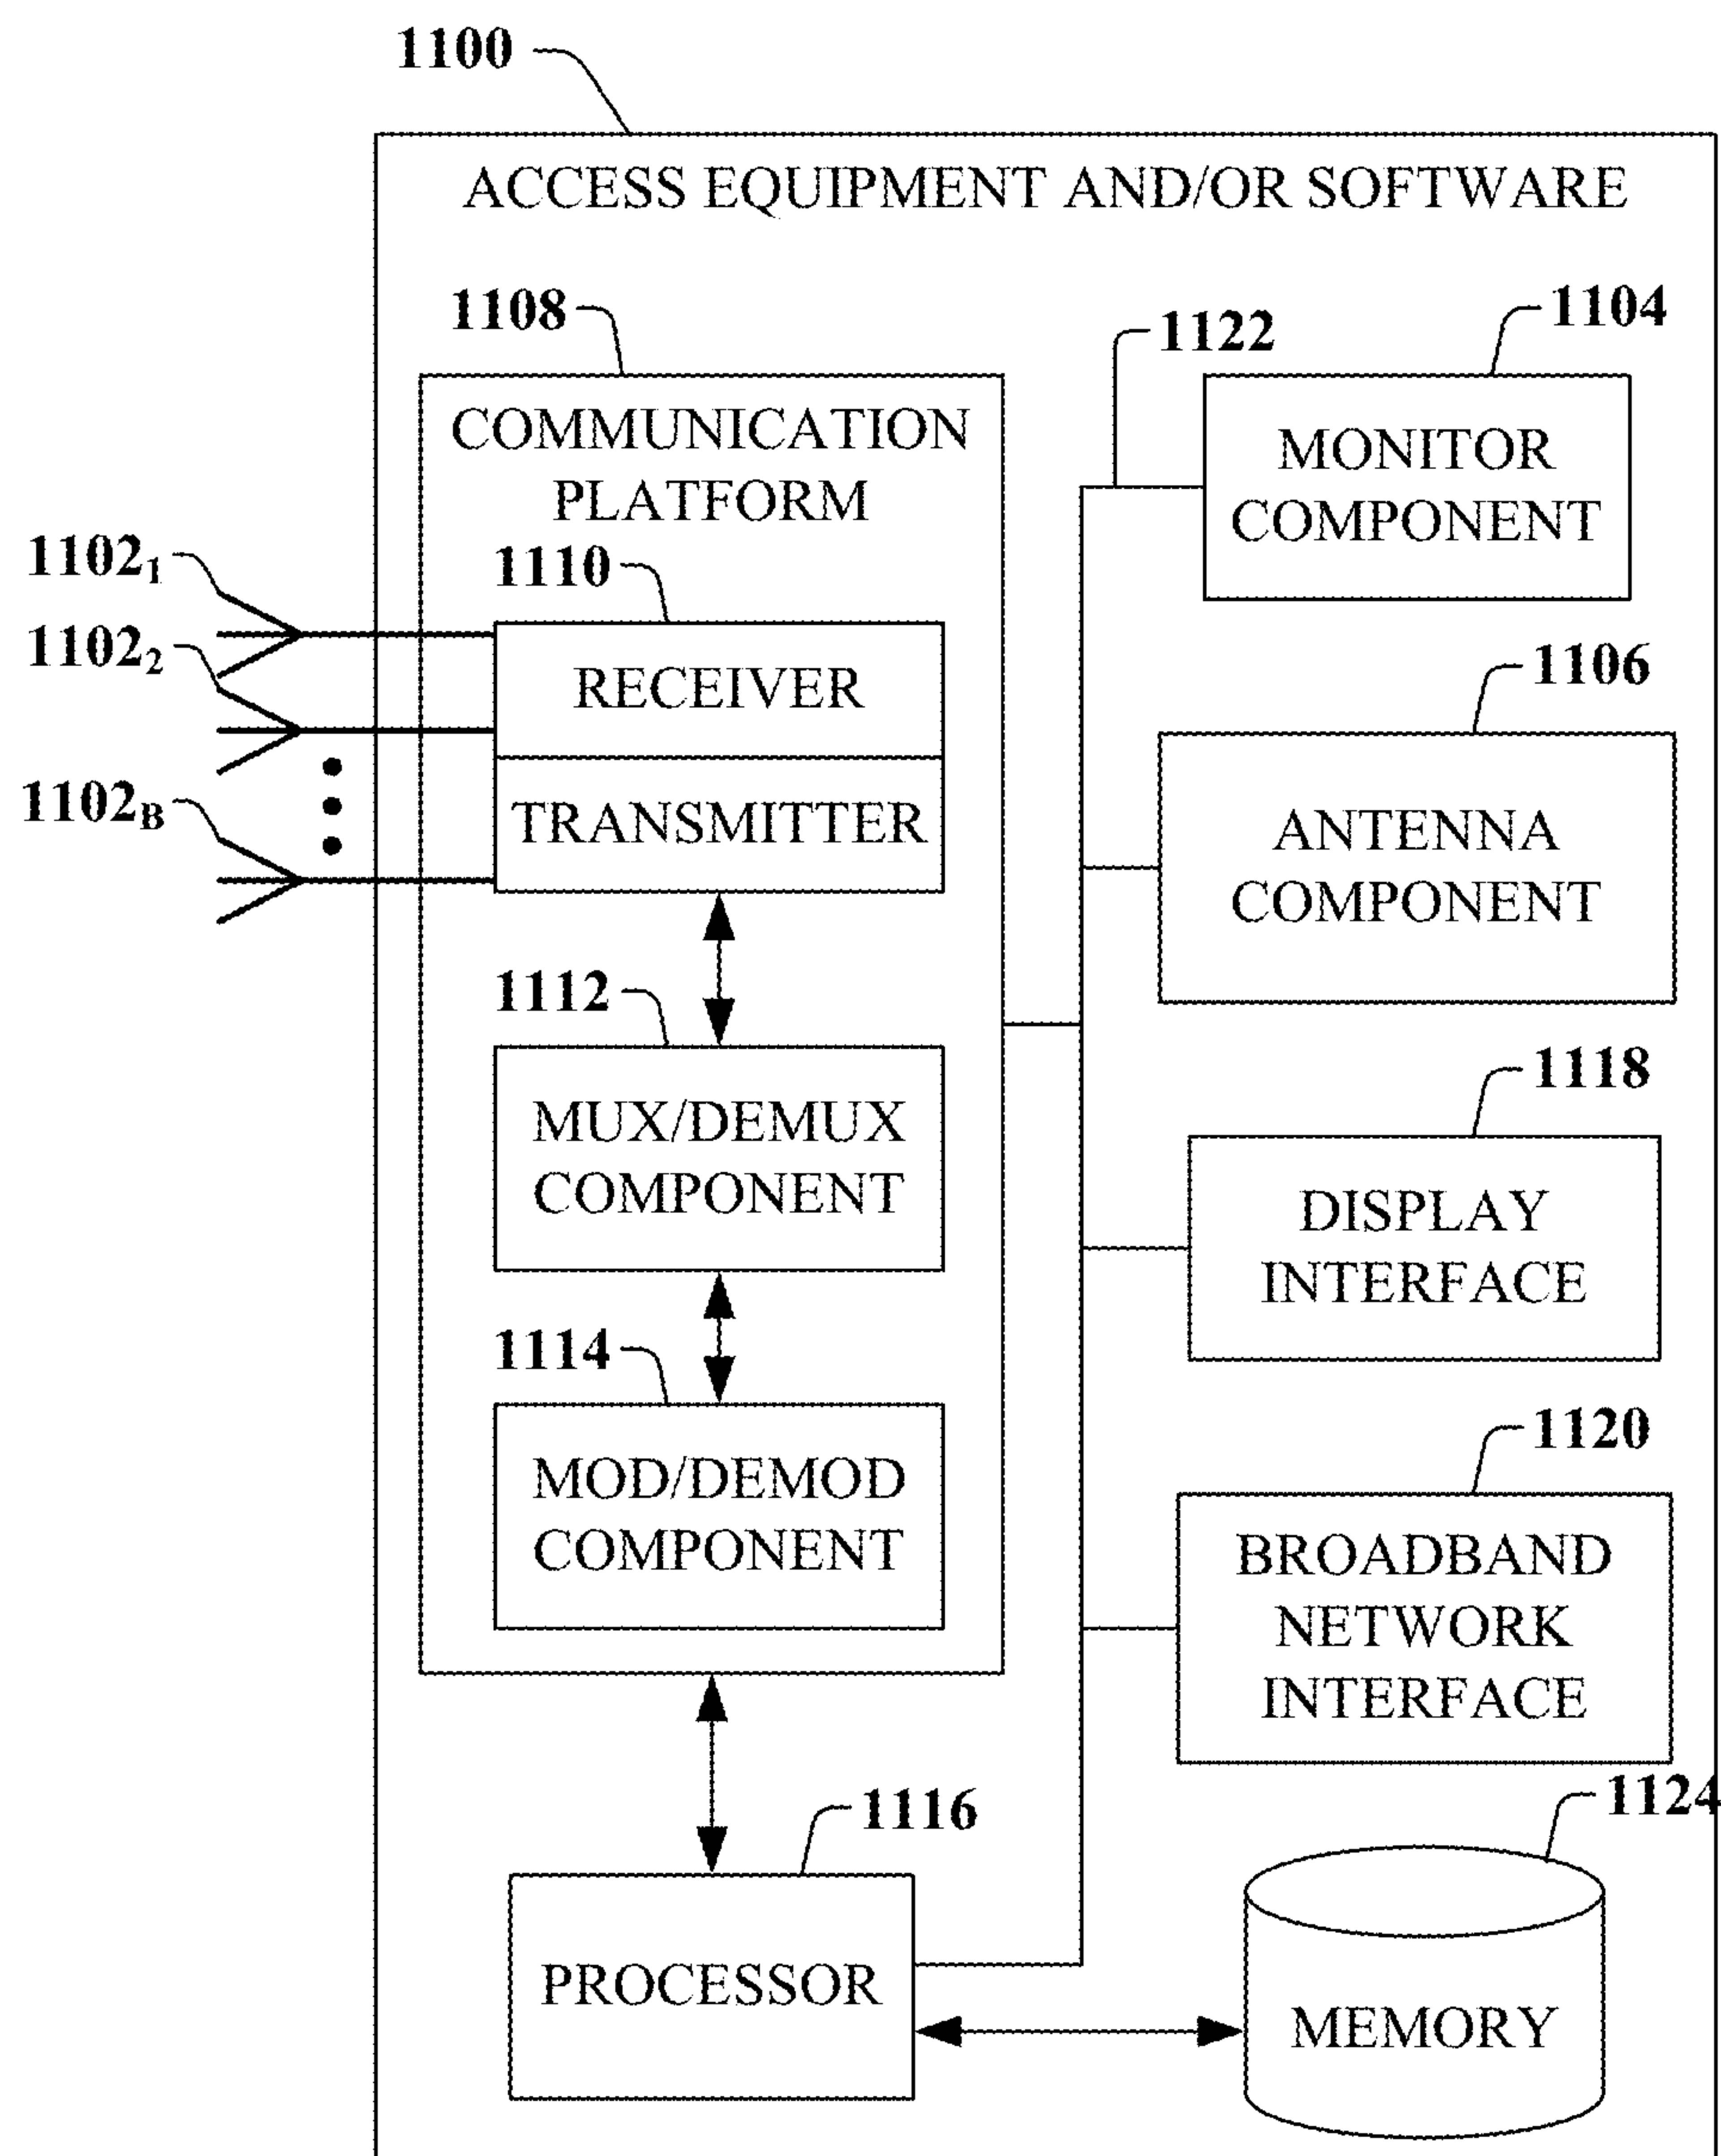 1100
ACCESS EQUIPMENT AND/OR SOFTWARE
1108
COMMUNICATION
PLATFORM
1102₁
1102₂
1102_B
1110
RECEIVER
TRANSMITTER
1112
MUX/DEMUX
COMPONENT
1114
MOD/DEMOD
COMPONENT
1116
PROCESSOR
1122
1104
MONITOR
COMPONENT
1106
ANTENNA
COMPONENT
1118
DISPLAY
INTERFACE
1120
BROADBAND
NETWORK
INTERFACE
1124
MEMORY